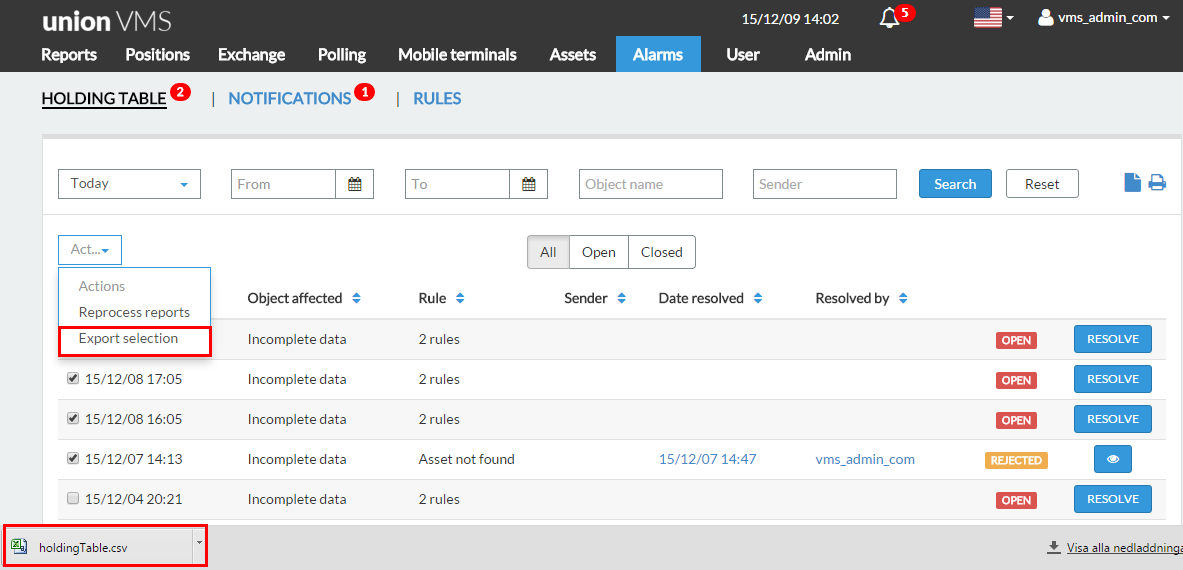 union VMS
15/12/09 14:02
5
vms_admin_com
Reports Positions Exchange Polling Mobile terminals Assets Alarms User Admin
HOLDING TABLE 2 | NOTIFICATIONS 1 | RULES
Today From To Object name Sender Search Reset
Act... All Open Closed
Actions
Reprocess reports
Export selection
Object affected Rule Sender Date resolved Resolved by
Incomplete data 2 rules OPEN RESOLVE
15/12/08 17:05 Incomplete data 2 rules OPEN RESOLVE
15/12/08 16:05 Incomplete data 2 rules OPEN RESOLVE
15/12/07 14:13 Incomplete data Asset not found 15/12/07 14:47 vms_admin_com REJECTED
15/12/04 20:21 Incomplete data 2 rules OPEN RESOLVE
holdingTable.csv
Visa alla nedladdninga